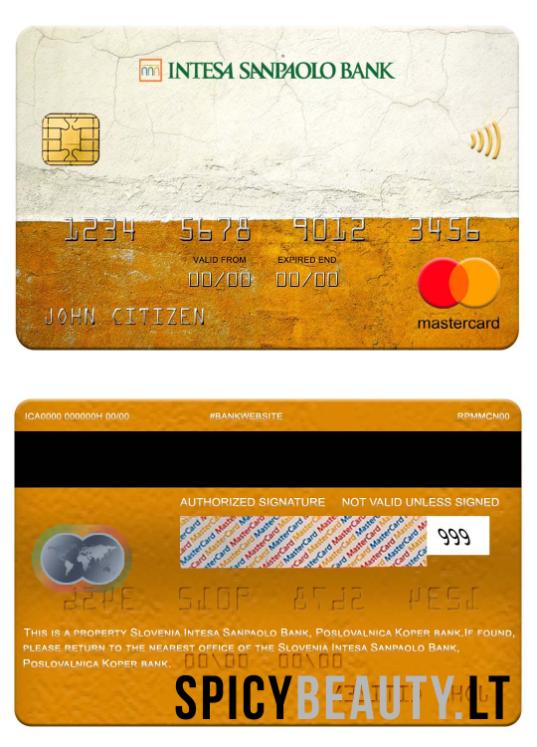 INTESA SANPAOLO BANK
1234 5678 9012 3456
VALID FROM EXPIRED END
00/00 00/00
JOHN CITIZEN
mastercard
ICA0000 000000H 00/00 #BANKWEBSITE RPMMCN00
AUTHORIZED SIGNATURE NOT VALID UNLESS SIGNED
MasterCard MasterCard MasterCard
999
THIS IS A PROPERTY SLOVENIA INTESA SANPAOLO BANK, POSLOVALNICA KOPER BANK.IF FOUND,
PLEASE RETURN TO THE NEAREST OFFICE OF THE SLOVENIA INTESA SANPAOLO BANK,
POSLOVALNICA KOPER BANK.
00/00 00/00
SPICYBEAUTY.LT